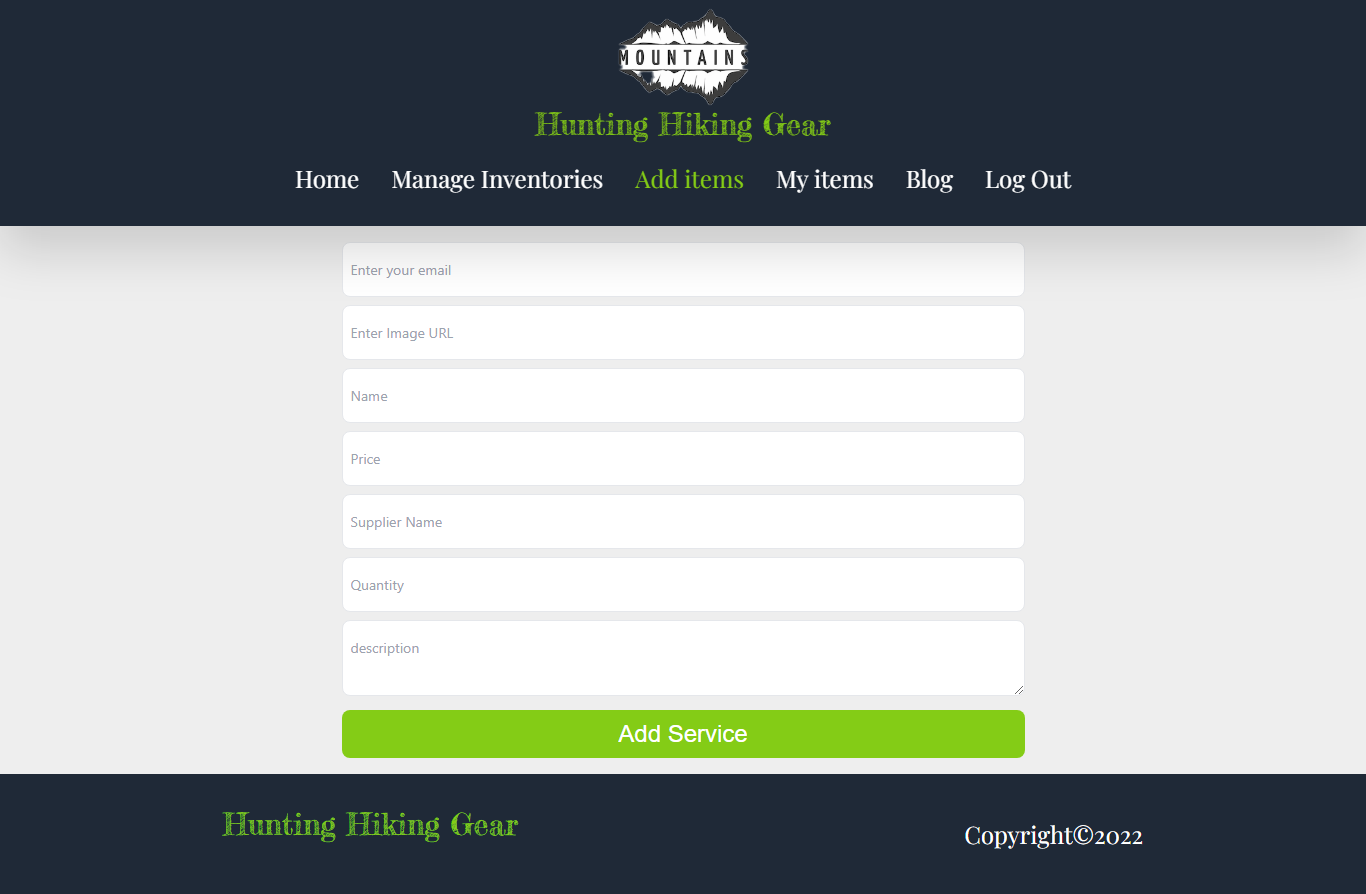 MOUNTAINS
Hunting Hiking Gear
Home Manage Inventories Add items My items Blog Log Out
Enter your email
Enter Image URL
Name
Price
Supplier Name
Quantity
description
Add Service
Hunting Hiking Gear
Copyright©2022